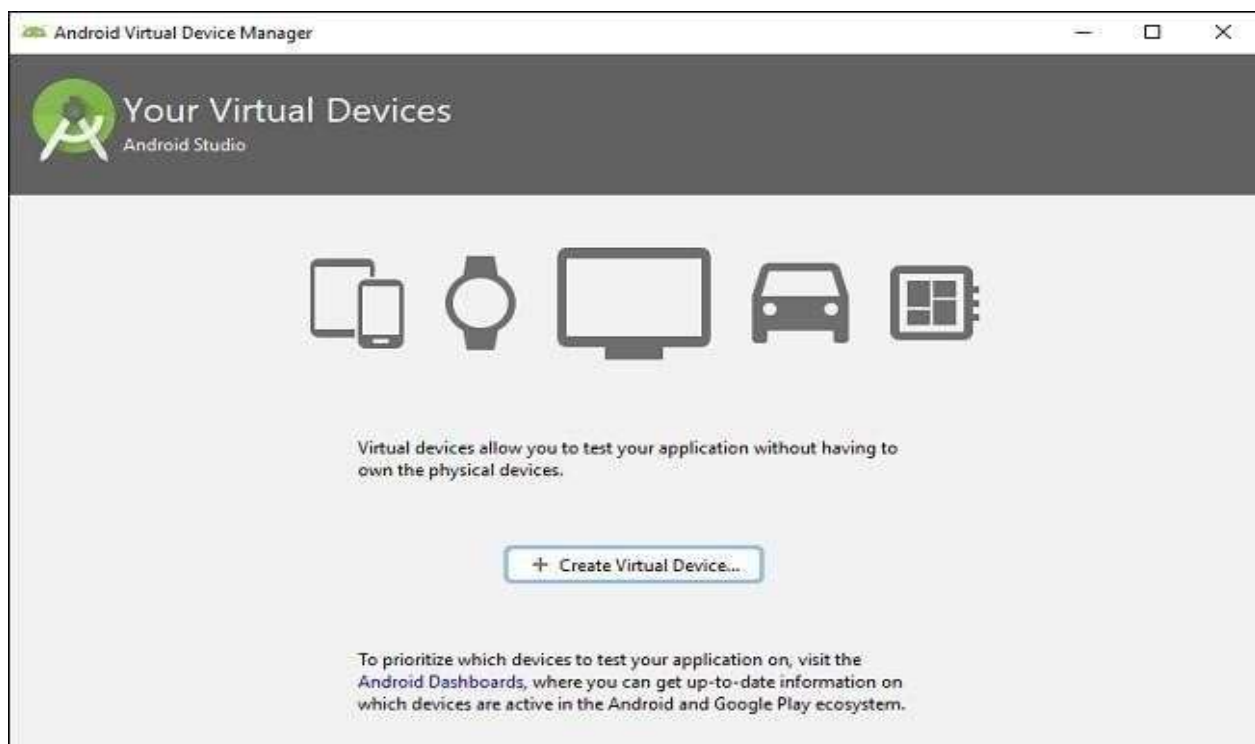 Android Virtual Device Manager
Your Virtual Devices
Android Studio
Virtual devices allow you to test your application without having to
own the physical devices.
+ Create Virtual Device...
To prioritize which devices to test your application on, visit the
Android Dashboards, where you can get up-to-date information on
which devices are active in the Android and Google Play ecosystem.